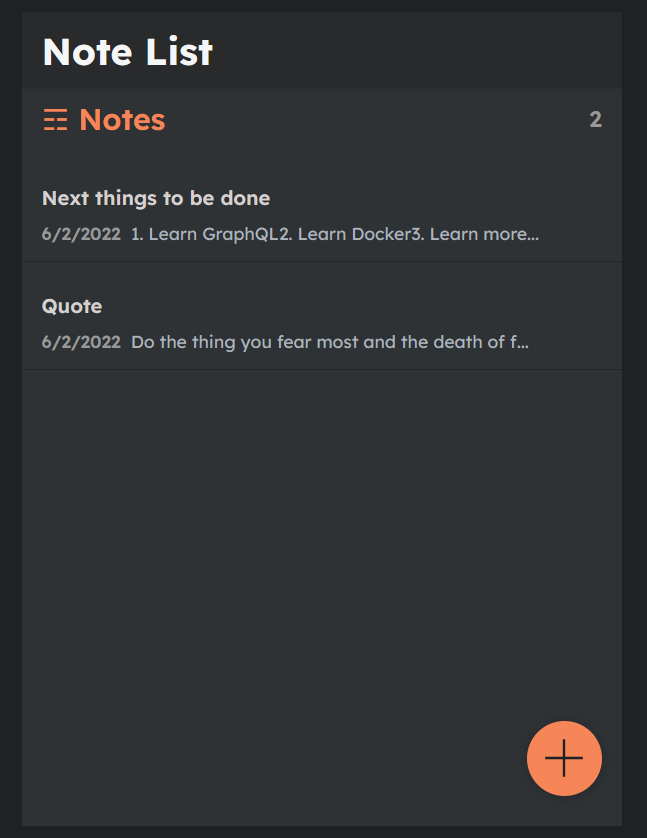 Note List
Notes
2
Next things to be done
6/2/2022 1. Learn GraphQL2. Learn Docker3. Learn more...
Quote
6/2/2022 Do the thing you fear most and the death of f...